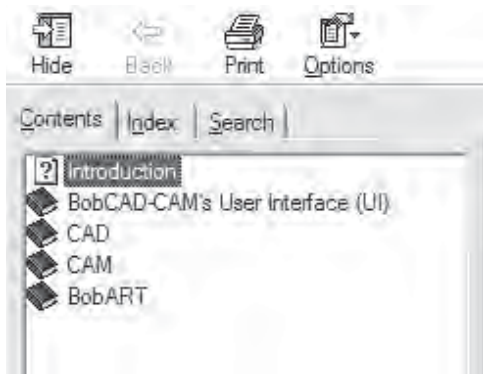 Hide Back Print Options
Contents Index Search
Introduction
BobCAD-CAM's User Interface (UI)
CAD
CAM
BobART